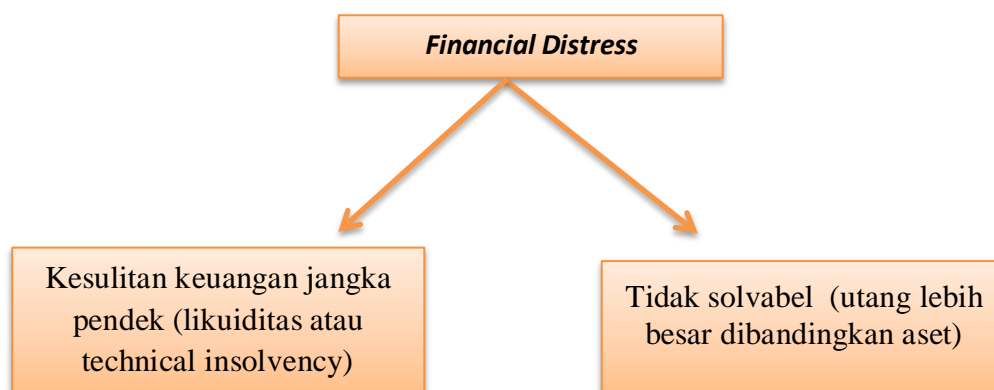 Financial Distress
Kesulitan keuangan jangka
pendek (likuiditas atau
technical insolvency)
Tidak solvabel  (utang lebih
besar dibandingkan aset)